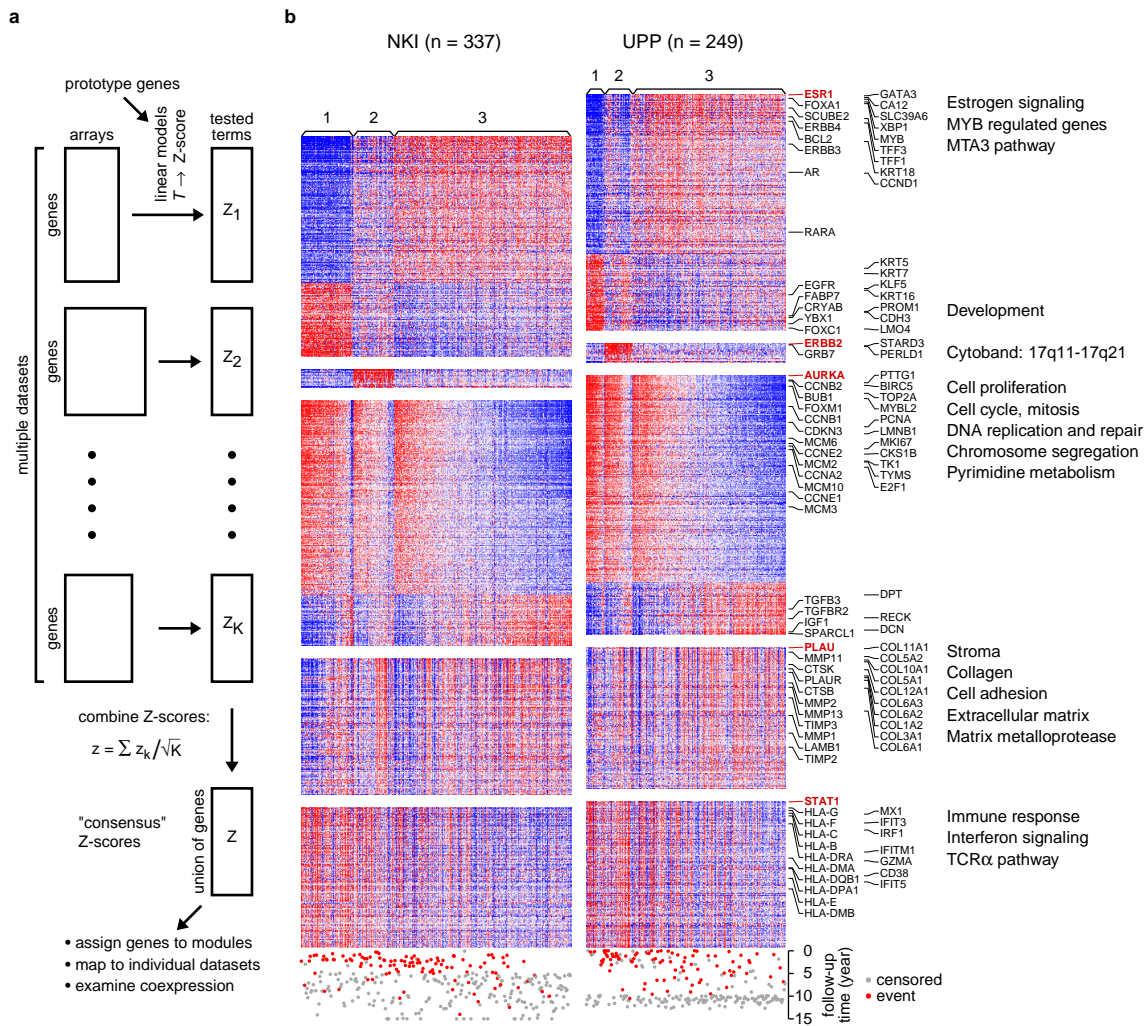 a
prototype genes
arrays
linear models
T → Z-score
tested
terms
multiple datasets
genes
Z1
genes
Z2
genes
ZK
combine Z-scores:
z = ∑ zk/√K
"consensus"
Z-scores
union of genes
Z
• assign genes to modules
• map to individual datasets
• examine coexpression
b
NKI (n = 337)
UPP (n = 249)
1 2 3
1 2 3
ESR1
FOXA1
SCUBE2
ERBB4
BCL2
ERBB3
AR
RARA
GATA3
CA12
SLC39A6
XBP1
MYB
TFF3
TFF1
KRT18
CCND1
Estrogen signaling
MYB regulated genes
MTA3 pathway
EGFR
FABP7
CRYAB
YBX1
FOXC1
KRT5
KRT7
KLF5
KRT16
PROM1
CDH3
LMO4
Development
ERBB2
GRB7
STARD3
PERLD1
Cytoband: 17q11-17q21
AURKA
CCNB2
BUB1
FOXM1
CCNB1
CDKN3
MCM6
CCNE2
MCM2
CCNA2
MCM10
CCNE1
MCM3
PTTG1
BIRC5
TOP2A
MYBL2
PCNA
LMNB1
MKI67
CKS1B
TK1
TYMS
E2F1
Cell proliferation
Cell cycle, mitosis
DNA replication and repair
Chromosome segregation
Pyrimidine metabolism
TGFB3
TGFBR2
IGF1
SPARCL1
DPT
RECK
DCN
PLAU
MMP11
CTSK
PLAUR
CTSB
MMP2
MMP13
TIMP3
MMP1
LAMB1
TIMP2
COL11A1
COL5A2
COL10A1
COL5A1
COL12A1
COL6A3
COL6A2
COL1A2
COL3A1
COL6A1
Stroma
Collagen
Cell adhesion
Extracellular matrix
Matrix metalloprotease
STAT1
HLA-G
HLA-F
HLA-C
HLA-B
HLA-DRA
HLA-DMA
HLA-DQB1
HLA-DPA1
HLA-E
HLA-DMB
MX1
IFIT3
IRF1
IFITM1
GZMA
CD38
IFIT5
Immune response
Interferon signaling
TCRα pathway
0
5
10
15
follow-up
time (year)
censored
event